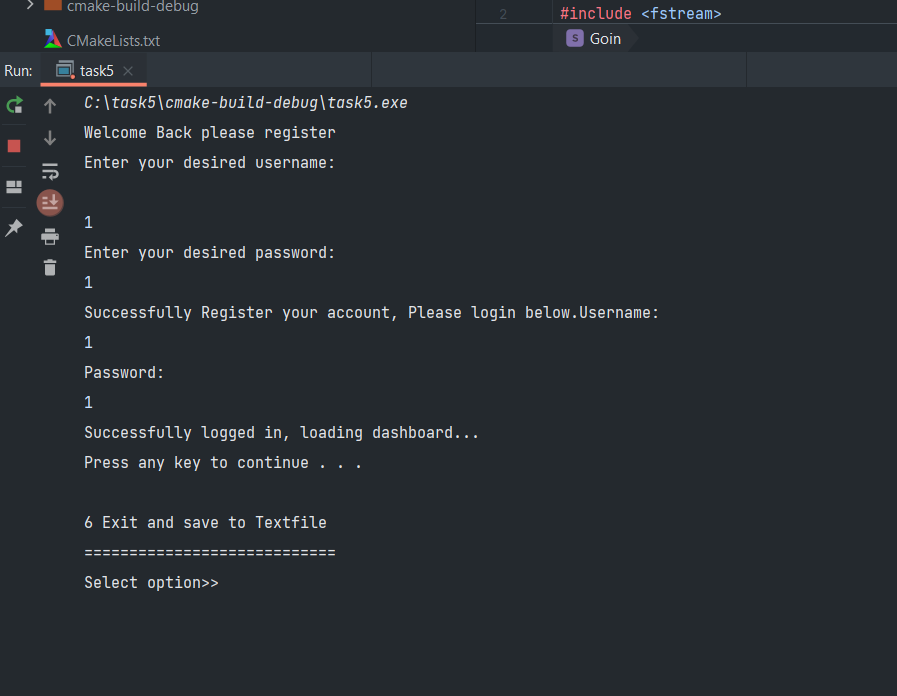 cmake-build-debug
2 #include <fstream>
CMakeLists.txt
S Goin
Run: task5
C:\task5\cmake-build-debug\task5.exe
Welcome Back please register
Enter your desired username:
1
Enter your desired password:
1
Successfully Register your account, Please login below.Username:
1
Password:
1
Successfully logged in, loading dashboard...
Press any key to continue . . .
6 Exit and save to Textfile
============================
Select option>>